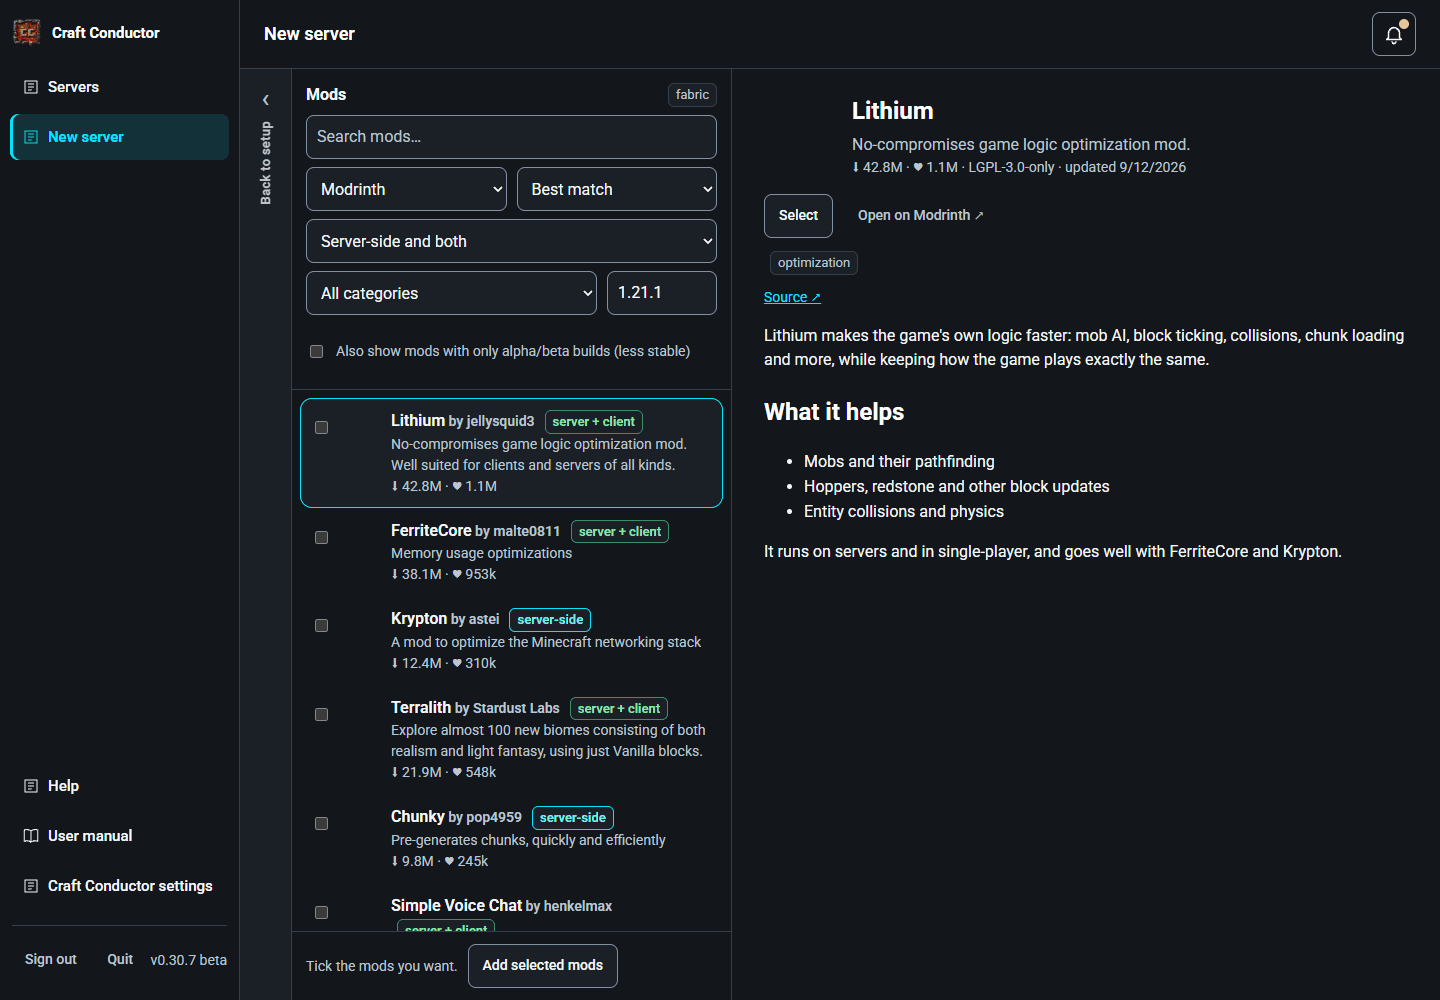 Craft Conductor
Servers
New server
Help
User manual
Craft Conductor settings
Sign out
Quit
v0.30.7 beta
New server
Back to setup
Mods
fabric
Search mods...
Modrinth
Best match
Server-side and both
All categories
1.21.1
Also show mods with only alpha/beta builds (less stable)
Lithium by jellysquid3 server + client
No-compromises game logic optimization mod.
Well suited for clients and servers of all kinds.
⬇ 42.8M · ♥ 1.1M
FerriteCore by malte0811 server + client
Memory usage optimizations
⬇ 38.1M · ♥ 953k
Krypton by astei server-side
A mod to optimize the Minecraft networking stack
⬇ 12.4M · ♥ 310k
Terralith by Stardust Labs server + client
Explore almost 100 new biomes consisting of both
realism and light fantasy, using just Vanilla blocks.
⬇ 21.9M · ♥ 548k
Chunky by pop4959 server-side
Pre-generates chunks, quickly and efficiently
⬇ 9.8M · ♥ 245k
Simple Voice Chat by henkelmax
server + client
Tick the mods you want.
Add selected mods
Lithium
No-compromises game logic optimization mod.
⬇ 42.8M · ♥ 1.1M · LGPL-3.0-only · updated 9/12/2026
Select
Open on Modrinth ↗
optimization
Source ↗
Lithium makes the game's own logic faster: mob AI, block ticking, collisions, chunk loading
and more, while keeping how the game plays exactly the same.
What it helps
• Mobs and their pathfinding
• Hoppers, redstone and other block updates
• Entity collisions and physics
It runs on servers and in single-player, and goes well with FerriteCore and Krypton.